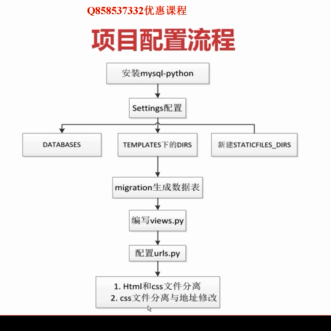 Q858537332优惠课程
项目配置流程
安装mysql-python
Settings配置
DATABASES
TEMPLATES下的DIRS
新建STATICFILES_DIRS
migration生成数据表
编写views.py
配置urls.py
1. Html和css文件分离
2. css文件分离与地址修改